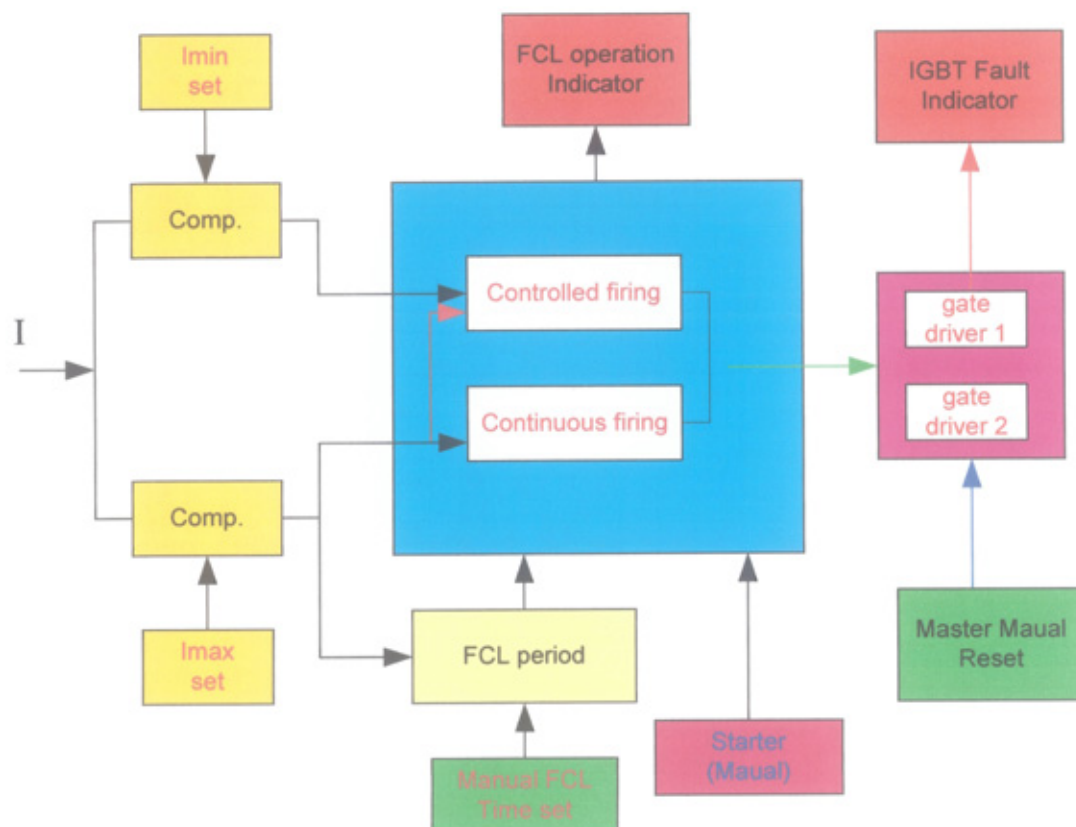 Imin
set
FCL operation
Indicator
IGBT Fault
Indicator
Comp.
Controlled firing
gate
driver 1
I
Continuous firing
gate
driver 2
Comp.
Imax
set
FCL period
Master Maual
Reset
Starter
(Maual)
Manual FCL
Time set